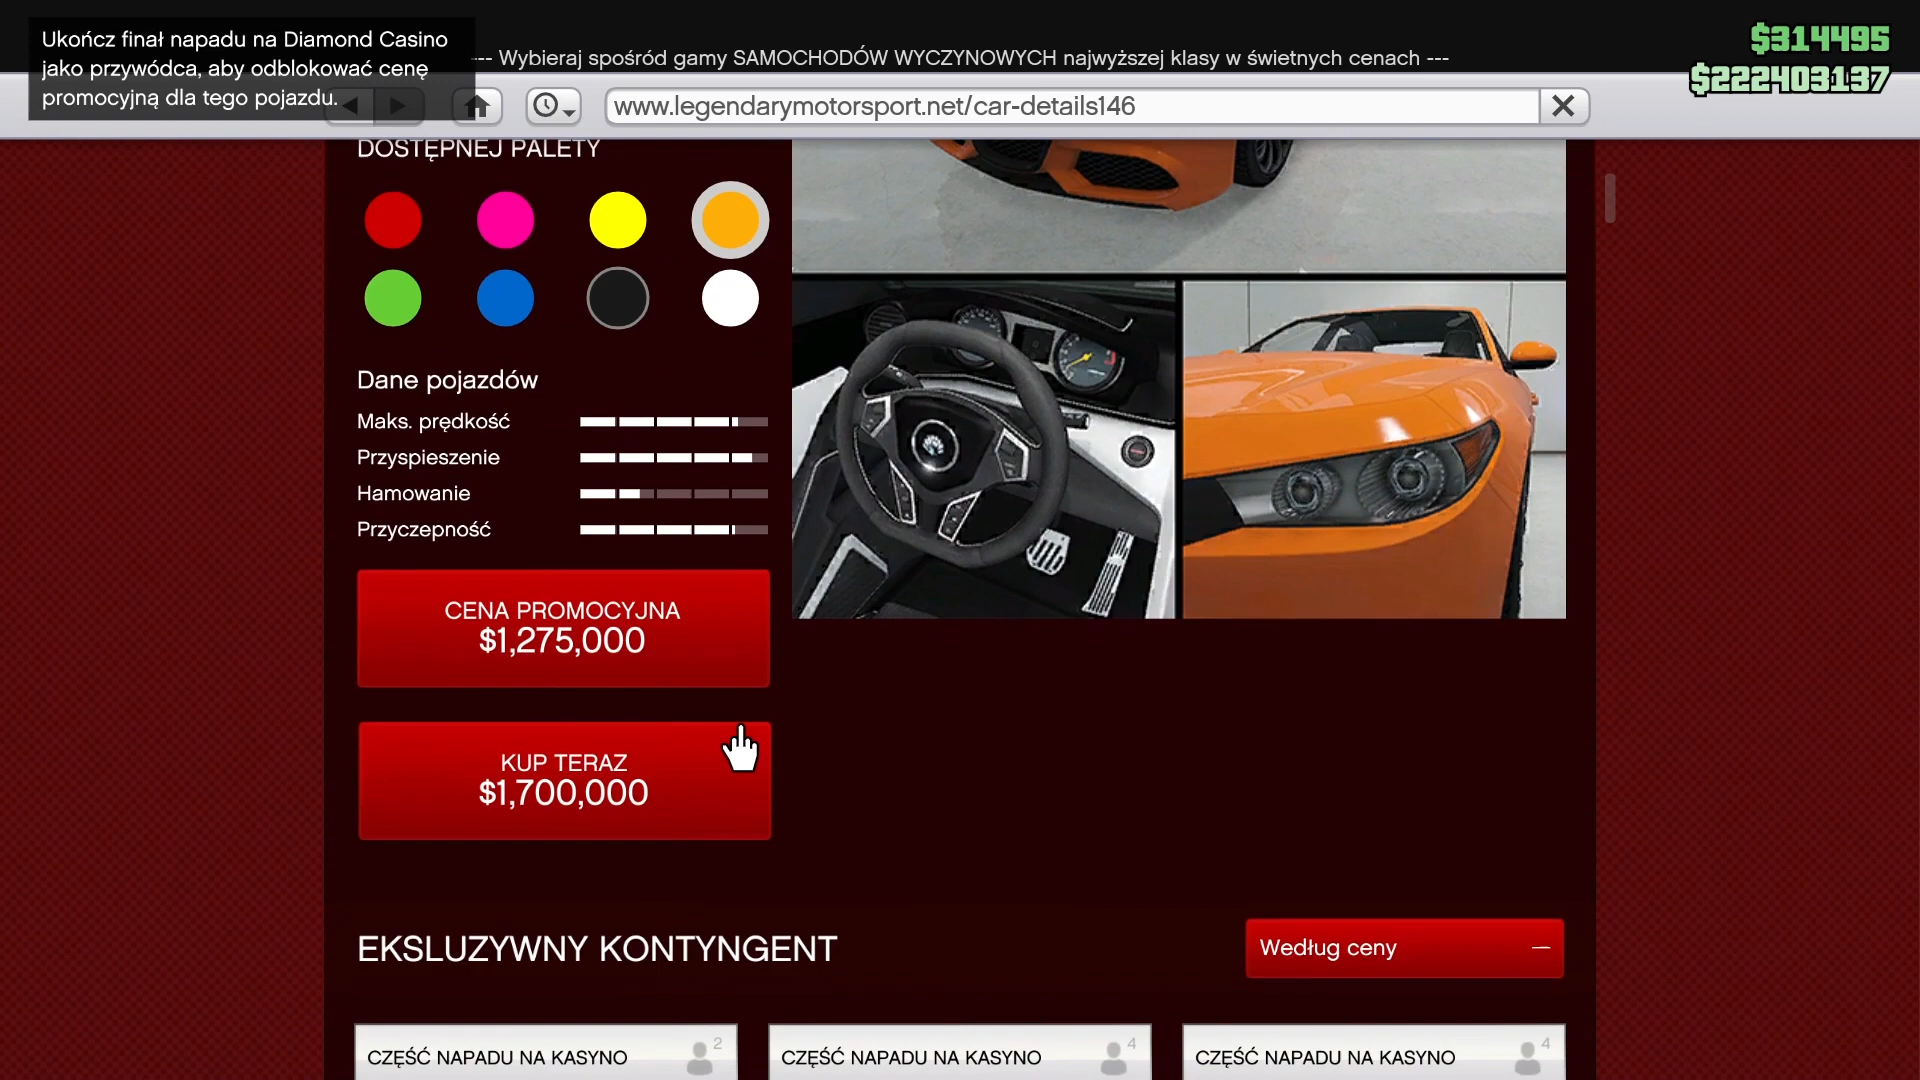 Ukończ finał napadu na Diamond Casino
jako przywódca, aby odblokować cenę
promocyjną dla tego pojazdu.
--- Wybieraj spośród gamy SAMOCHODÓW WYCZYNOWYCH najwyższej klasy w świetnych cenach ---
$314495
$222403137
www.legendarymotorsport.net/car-details146
DOSTĘPNEJ PALETY
Dane pojazdów
Maks. prędkość
Przyspieszenie
Hamowanie
Przyczepność
CENA PROMOCYJNA
$1,275,000
KUP TERAZ
$1,700,000
EKSLUZYWNY KONTYNGENT
Według ceny
CZĘŚĆ NAPADU NA KASYNO
2
CZĘŚĆ NAPADU NA KASYNO
4
CZĘŚĆ NAPADU NA KASYNO
4